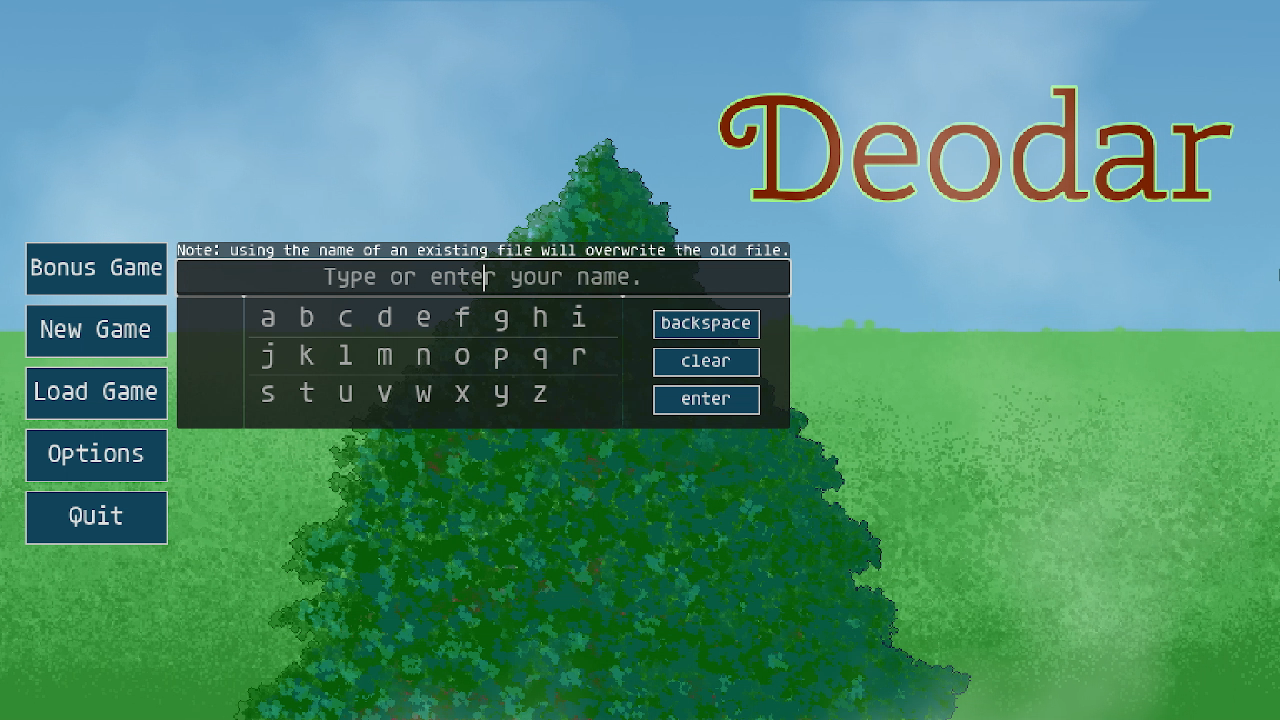 Deodar
Bonus Game
New Game
Load Game
Options
Quit
Note: using the name of an existing file will overwrite the old file.
Type or enter your name.
a b c d e f g h i
j k l m n o p q r
s t u v w x y z
backspace
clear
enter